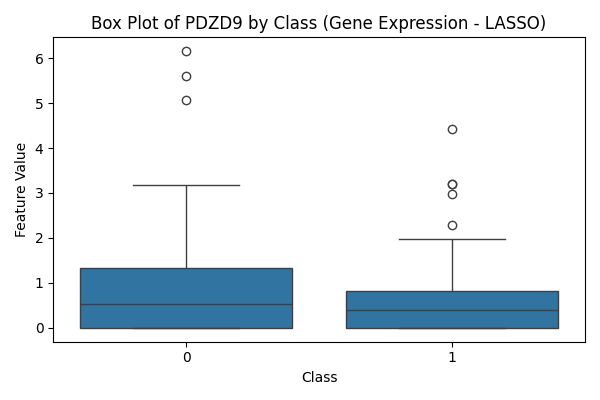 Box Plot of PDZD9 by Class (Gene Expression - LASSO)
Feature Value
6
5
4
3
2
1
0
0 1
Class